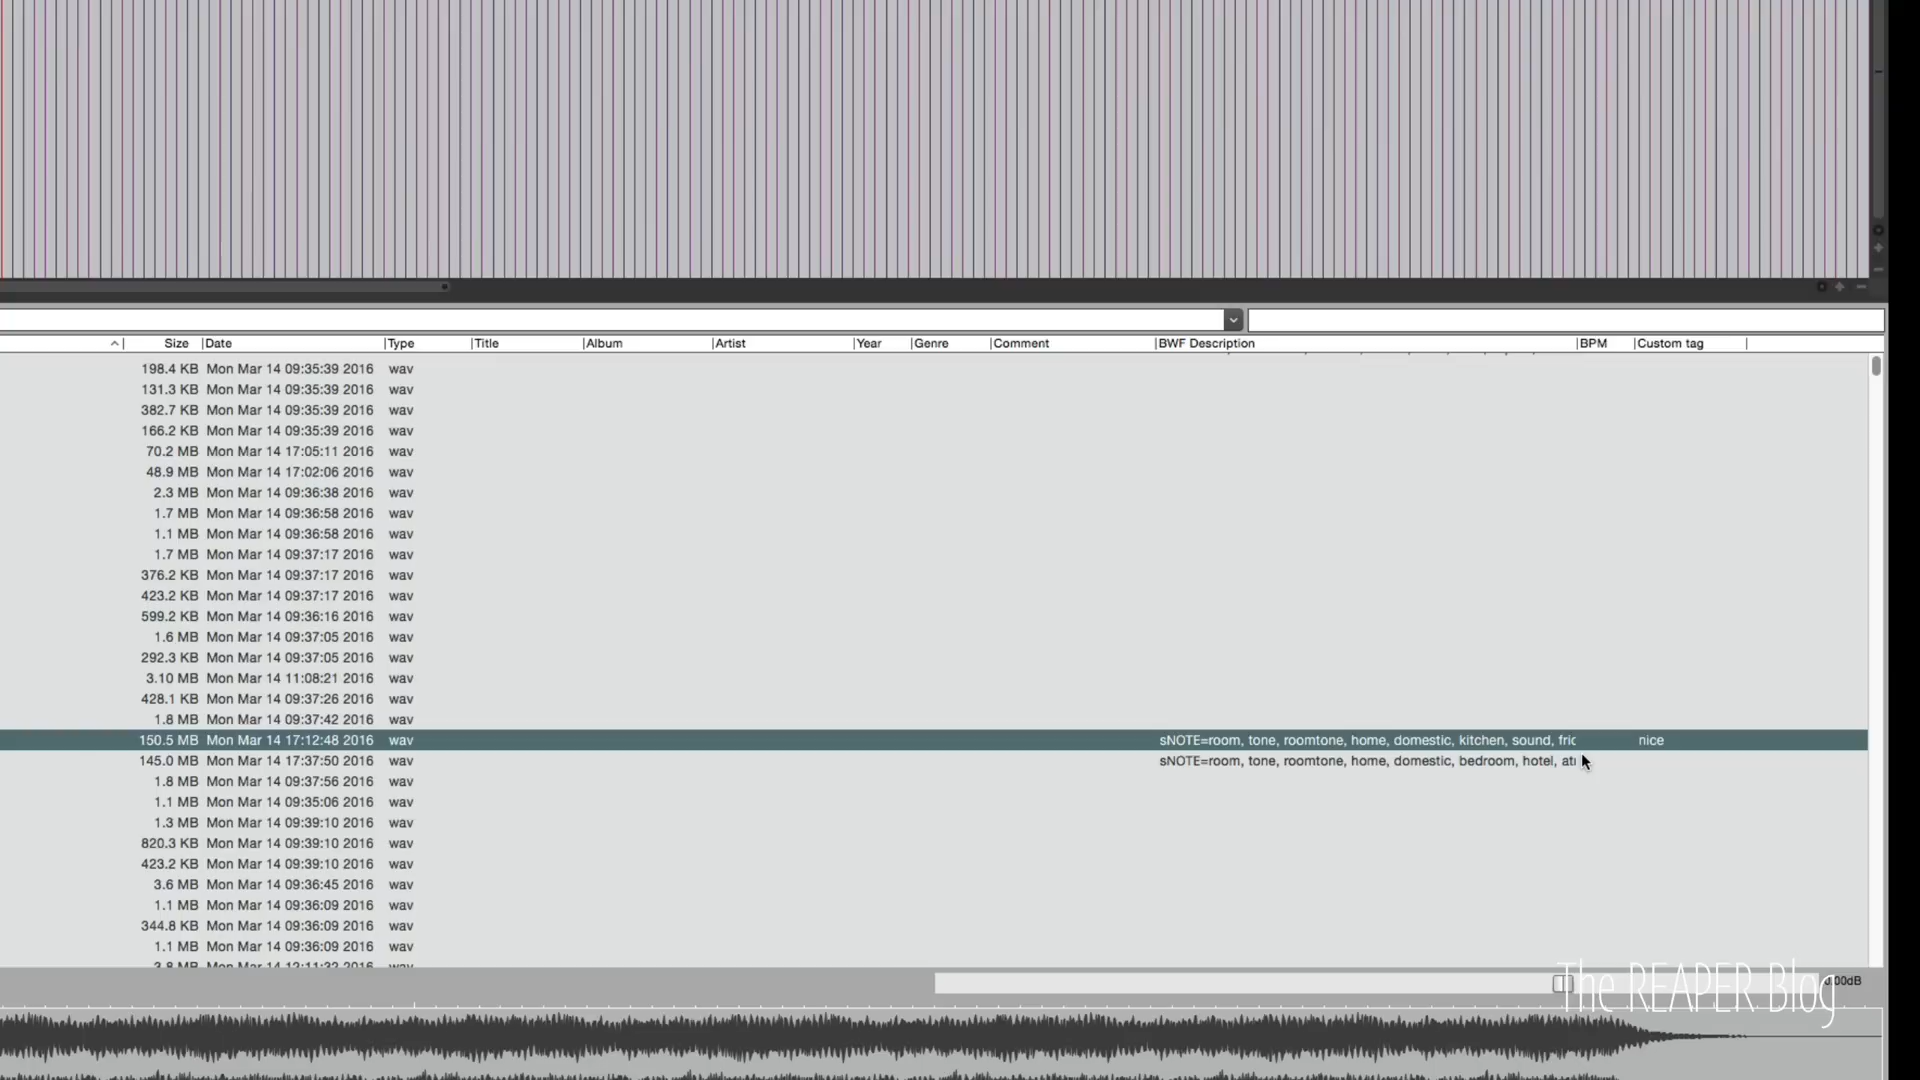 Size Date Type Title Album Artist Year Genre Comment BWF Description BPM Custom tag
198.4 KB Mon Mar 14 09:35:39 2016 wav
131.3 KB Mon Mar 14 09:35:39 2016 wav
382.7 KB Mon Mar 14 09:35:39 2016 wav
166.2 KB Mon Mar 14 09:35:39 2016 wav
70.2 MB Mon Mar 14 17:05:11 2016 wav
48.9 MB Mon Mar 14 17:02:06 2016 wav
2.3 MB Mon Mar 14 09:36:38 2016 wav
1.7 MB Mon Mar 14 09:36:58 2016 wav
1.1 MB Mon Mar 14 09:36:58 2016 wav
1.7 MB Mon Mar 14 09:37:17 2016 wav
376.2 KB Mon Mar 14 09:37:17 2016 wav
423.2 KB Mon Mar 14 09:37:17 2016 wav
599.2 KB Mon Mar 14 09:36:16 2016 wav
1.6 MB Mon Mar 14 09:37:05 2016 wav
292.3 KB Mon Mar 14 09:37:05 2016 wav
3.10 MB Mon Mar 14 11:08:21 2016 wav
428.1 KB Mon Mar 14 09:37:26 2016 wav
1.8 MB Mon Mar 14 09:37:42 2016 wav
150.5 MB Mon Mar 14 17:12:48 2016 wav sNOTE=room, tone, roomtone, home, domestic, kitchen, sound, fric nice
145.0 MB Mon Mar 14 17:37:50 2016 wav sNOTE=room, tone, roomtone, home, domestic, bedroom, hotel,
1.8 MB Mon Mar 14 09:37:56 2016 wav
1.1 MB Mon Mar 14 09:35:06 2016 wav
1.3 MB Mon Mar 14 09:39:10 2016 wav
820.3 KB Mon Mar 14 09:39:10 2016 wav
423.2 KB Mon Mar 14 09:39:10 2016 wav
3.6 MB Mon Mar 14 09:36:45 2016 wav
1.1 MB Mon Mar 14 09:36:09 2016 wav
344.8 KB Mon Mar 14 09:36:09 2016 wav
1.1 MB Mon Mar 14 09:36:09 2016 wav
3.8 MB Mon Mar 14 12:11:32 2016 wav
The REAPER Blog